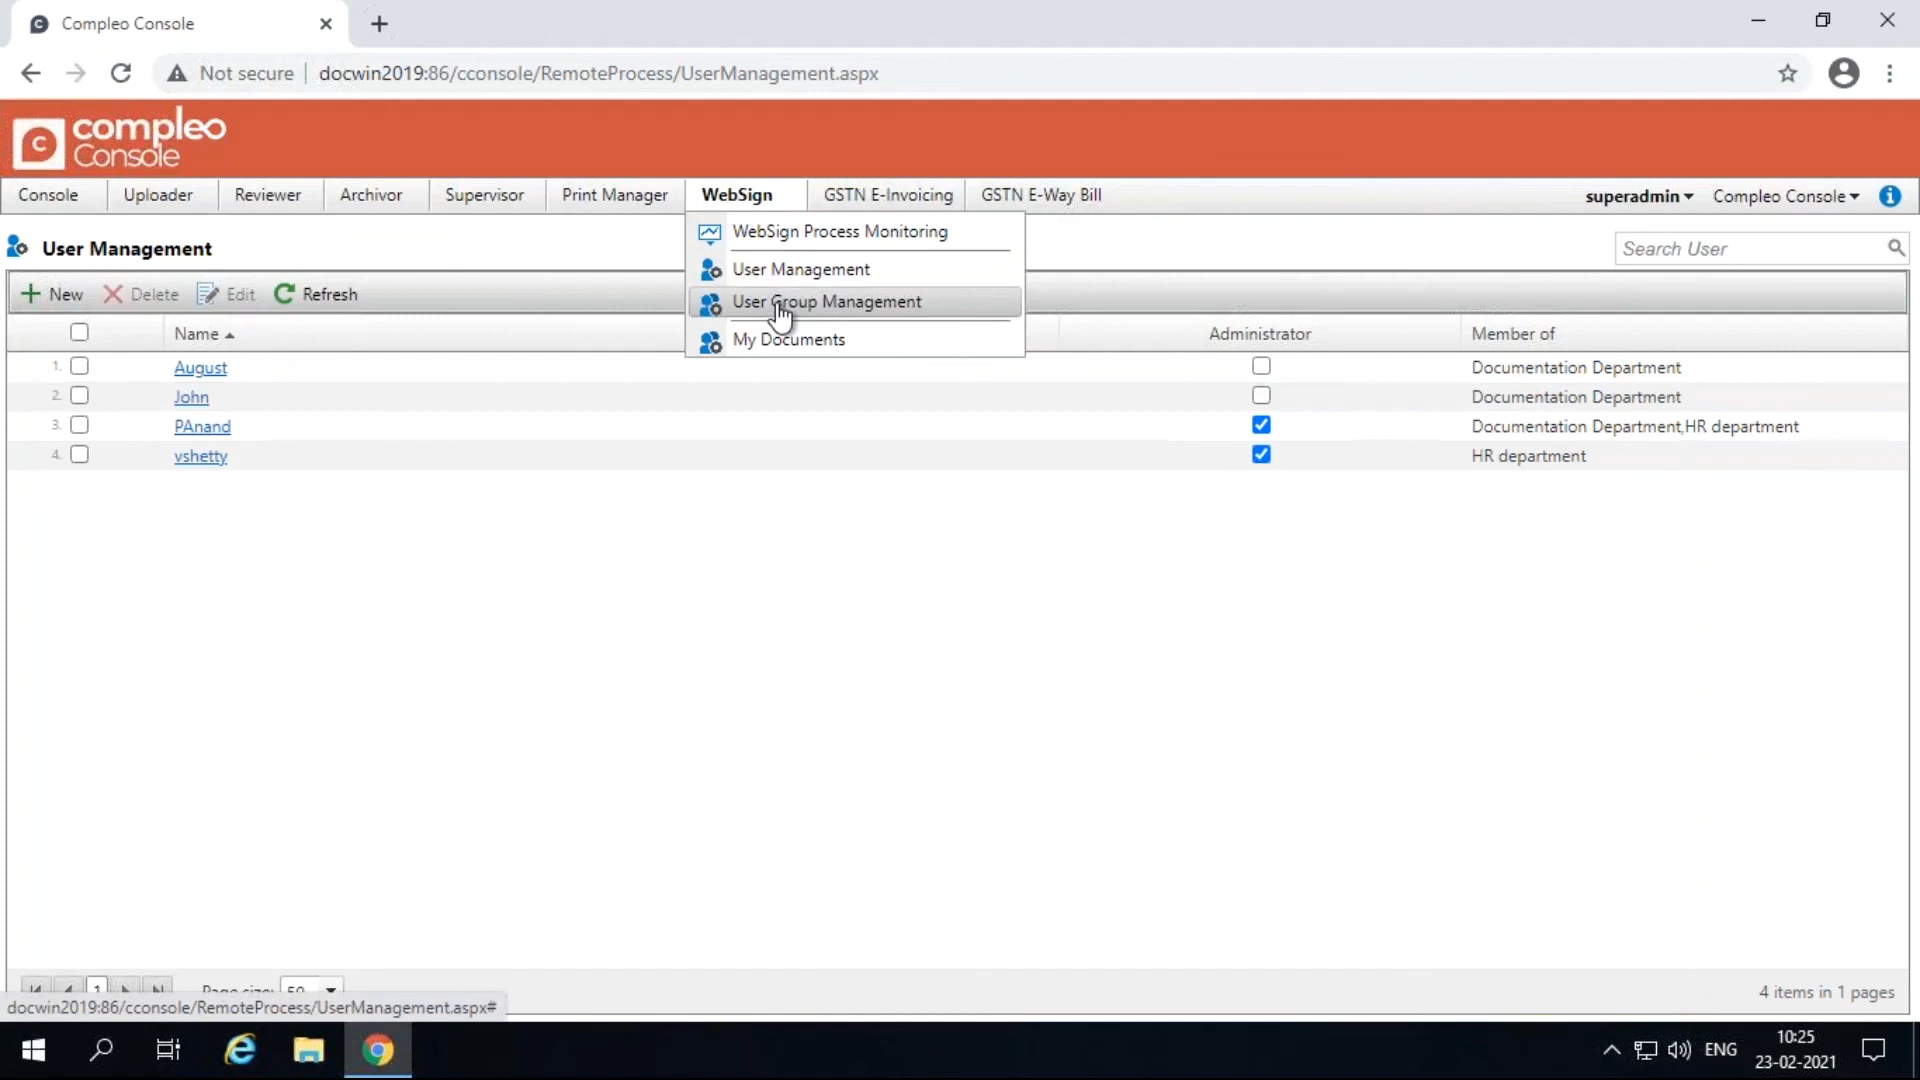 Compleo Console
Not secure
docwin2019:86/cconsole/RemoteProcess/UserManagement.aspx
C compleo
Console
Console
Uploader
Reviewer
Archivor
Supervisor
Print Manager
WebSign
GSTN E-Invoicing
GSTN E-Way Bill
superadmin
Compleo Console
WebSign Process Monitoring
User Management
User Group Management
My Documents
User Management
Search User
New
Delete
Edit
Refresh
Name
Administrator
Member of
1. August Documentation Department
2. John Documentation Department
3. PAnand Documentation Department,HR department
4. vshetty HR department
1
Page size: 50
4 items in 1 pages
docwin2019:86/cconsole/RemoteProcess/UserManagement.aspx#
ENG
10:25
23-02-2021